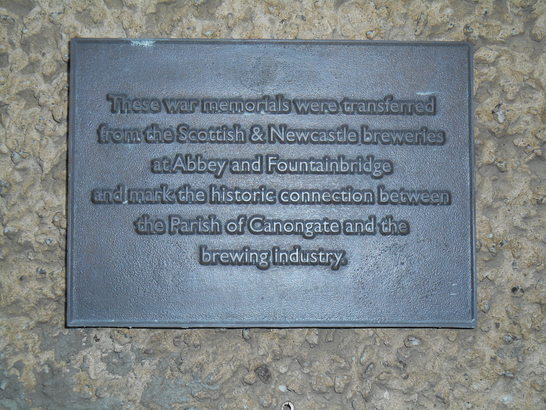 These war memorials were transferred
from the Scottish & Newcastle breweries
at Abbey and Fountainbridge
and mark the historic connection between
the Parish of Canongate and the
brewing industry.